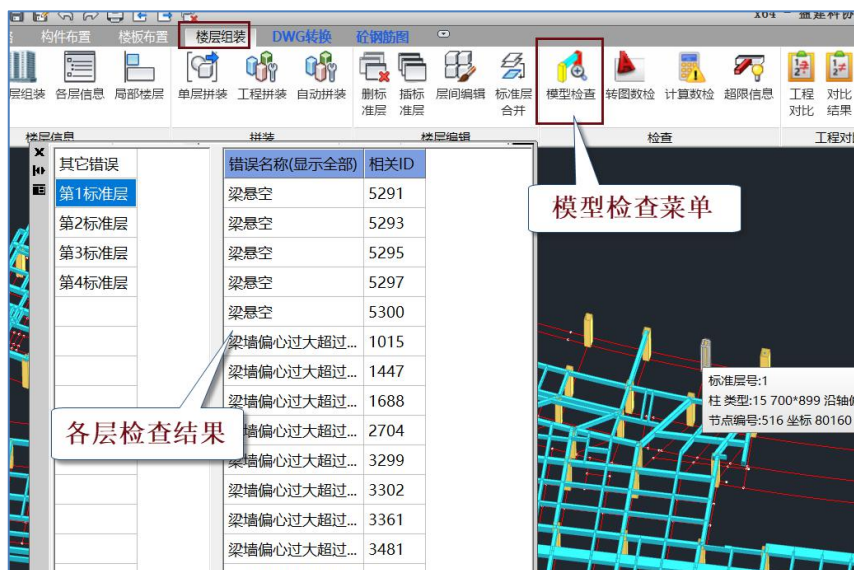 x64 - 盈建科协
构件布置 楼板布置 楼层组装 DWG转换 砼钢筋图
层组装 各层信息 局部楼层 单层拼装 工程拼装 自动拼装 删标准层 插标准层 层间编辑 标准层合并 模型检查 转图数检 计算数检 超限信息 工程对比 对比结果
楼层信息 拼装 楼层编辑 检查 工程对
其它错误
第1标准层
第2标准层
第3标准层
第4标准层
错误名称(显示全部) 相关ID
梁悬空 5291
梁悬空 5293
梁悬空 5295
梁悬空 5297
梁悬空 5300
梁墙偏心过大超过... 1015
梁墙偏心过大超过... 1447
梁墙偏心过大超过... 1688
梁墙偏心过大超过... 2704
梁墙偏心过大超过... 3299
梁墙偏心过大超过... 3302
梁墙偏心过大超过... 3361
梁墙偏心过大超过... 3481
模型检查菜单
各层检查结果
标准层号:1
柱 类型:15 700*899 沿轴偏
节点编号:516 坐标 80160